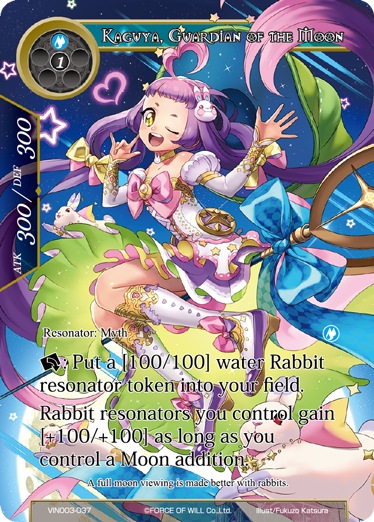 Kaguya, Guardian of the Moon
1
ATK 300 / DEF 300
Resonator: Myth
: Put a [100/100] water Rabbit
resonator token into your field.
Rabbit resonators you control gain
[+100/+100] as long as you
control a Moon addition.
A full moon viewing is made better with rabbits.
VIN003-037 ©FORCE OF WILL Co.,Ltd. Illust/Fukuzo Katsura